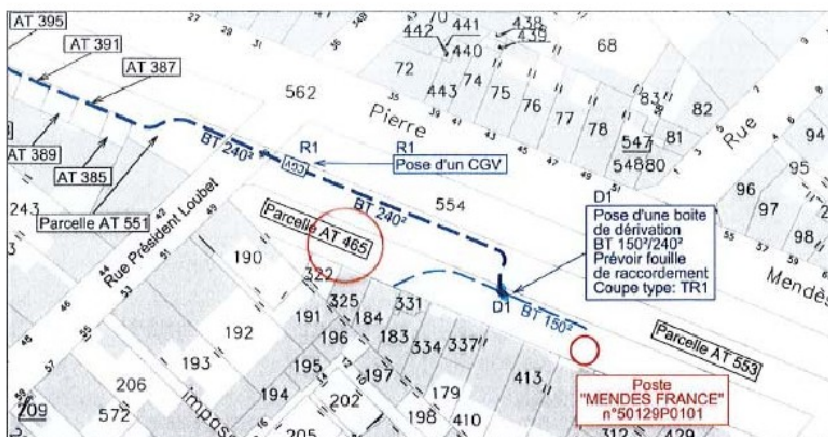 AT 395
AT 391
AT 387
AT 389
AT 385
Parcelle AT 551
243
Rue Président Loubet
BT 240²
CGV
R1
R1
Pose d'un CGV
BT 240²
Parcelle AT 465
562
554
Pierre
Mendès
Rue
442
441
440
443
438
439
72
74
75
76
77
78
68
83
82
81
547
548
80
94
95
96
97
98
D1
Pose d'une boite
de dérivation
BT 150²/240²
Prévoir fouille
de raccordement
Coupe type: TR1
D1
BT 150²
Parcelle AT 553
Poste
"MENDES FRANCE"
n°50129P0101
190
322
325
331
191
184
192
196
183
334
337
193
195
197
413
206
194
202
179
198
410
209
572
205
312
429
impasse